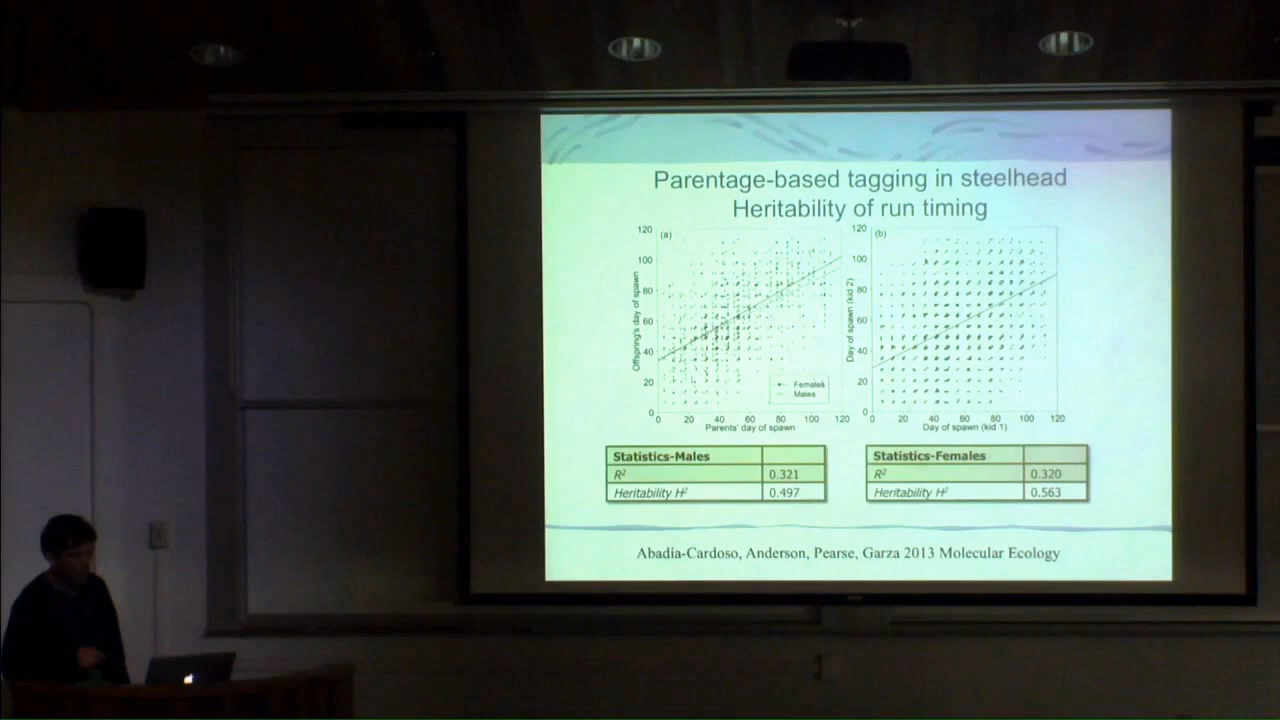 Parentage-based tagging in steelhead
Heritability of run timing
(a)
120
100
80
60
40
20
0
Offspring's day of spawn
0 20 40 60 80 100 120
Parents' day of spawn
Females
Males
(b)
120
100
80
60
40
20
0
Day of spawn (kid 2)
0 20 40 60 80 100 120
Day of spawn (kid 1)
Statistics-Males
R² 0.321
Heritability H² 0.497
Statistics-Females
R² 0.320
Heritability H² 0.563
Abadía-Cardoso, Anderson, Pearse, Garza 2013 Molecular Ecology